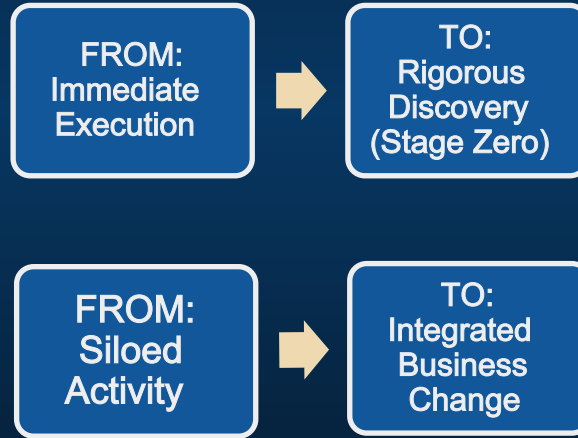 FROM:
Immediate
Execution
TO:
Rigorous
Discovery
(Stage Zero)
FROM:
Siloed
Activity
TO:
Integrated
Business
Change